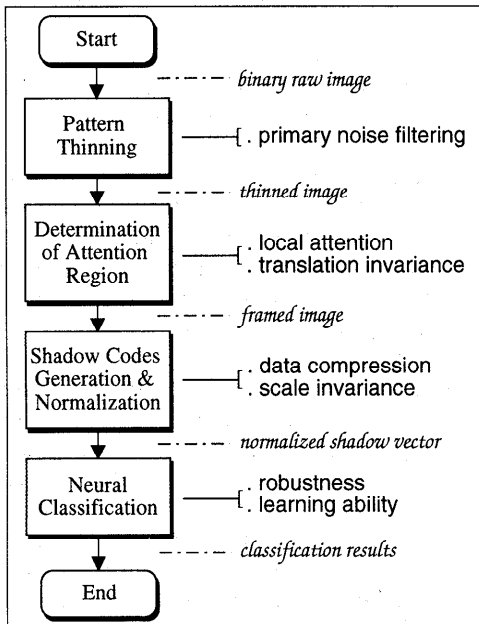 Start
binary raw image
Pattern
Thinning
. primary noise filtering
thinned image
Determination
of Attention
Region
. local attention
. translation invariance
framed image
Shadow Codes
Generation &
Normalization
. data compression
. scale invariance
normalized shadow vector
Neural
Classification
. robustness
. learning ability
classification results
End